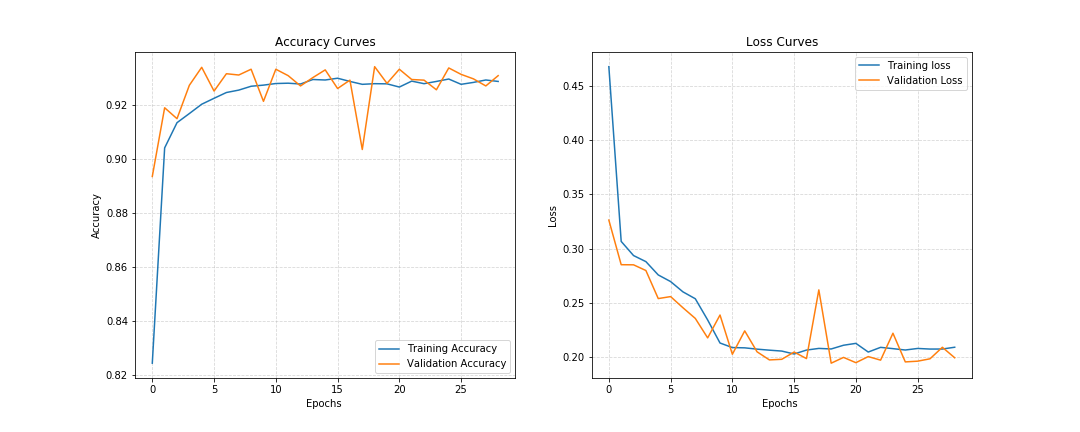 Accuracy Curves
Accuracy
0.92
0.90
0.88
0.86
0.84
0.82
0
5
10
15
20
25
Epochs
Training Accuracy
Validation Accuracy
Loss Curves
Loss
0.45
0.40
0.35
0.30
0.25
0.20
0
5
10
15
20
25
Epochs
Training loss
Validation Loss